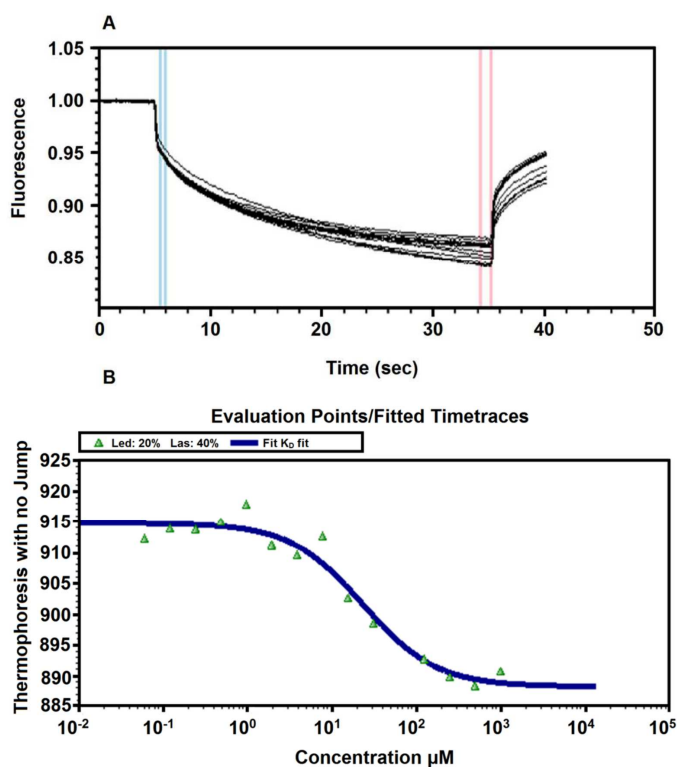 A
1.05
1.00
0.95
0.90
0.85
Fluorescence
0 10 20 30 40 50
Time (sec)
B
Evaluation Points/Fitted Timetraces
Led: 20% Las: 40% Fit K_D fit
925
915
910
905
900
895
890
885
Thermophoresis with no Jump
10⁻² 10⁻¹ 10⁰ 10¹ 10² 10³ 10⁴ 10⁵
Concentration µM